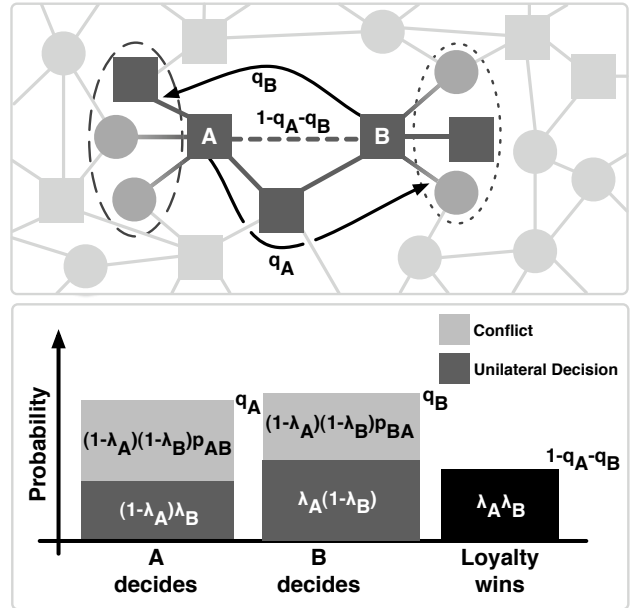 q_B
A
1-q_A-q_B
B
q_A
Conflict
Unilateral Decision
Probability
q_A
q_B
(1-λ_A)(1-λ_B)p_AB
(1-λ_A)(1-λ_B)p_BA
1-q_A-q_B
(1-λ_A)λ_B
λ_A(1-λ_B)
λ_Aλ_B
A
decides
B
decides
Loyalty
wins